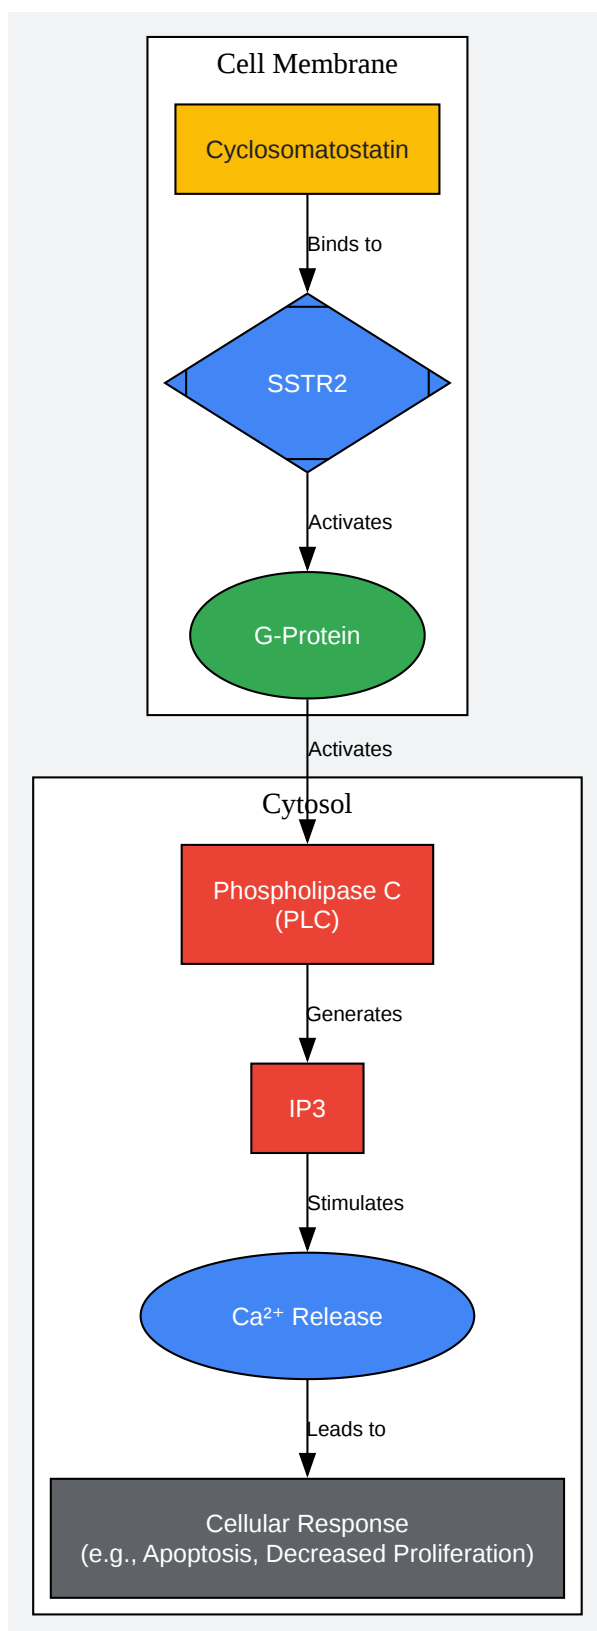 Cell Membrane
Cyclosomatostatin
Binds to
SSTR2
Activates
G-Protein
Activates
Cytosol
Phospholipase C
(PLC)
Generates
IP3
Stimulates
Ca²⁺ Release
Leads to
Cellular Response
(e.g., Apoptosis, Decreased Proliferation)